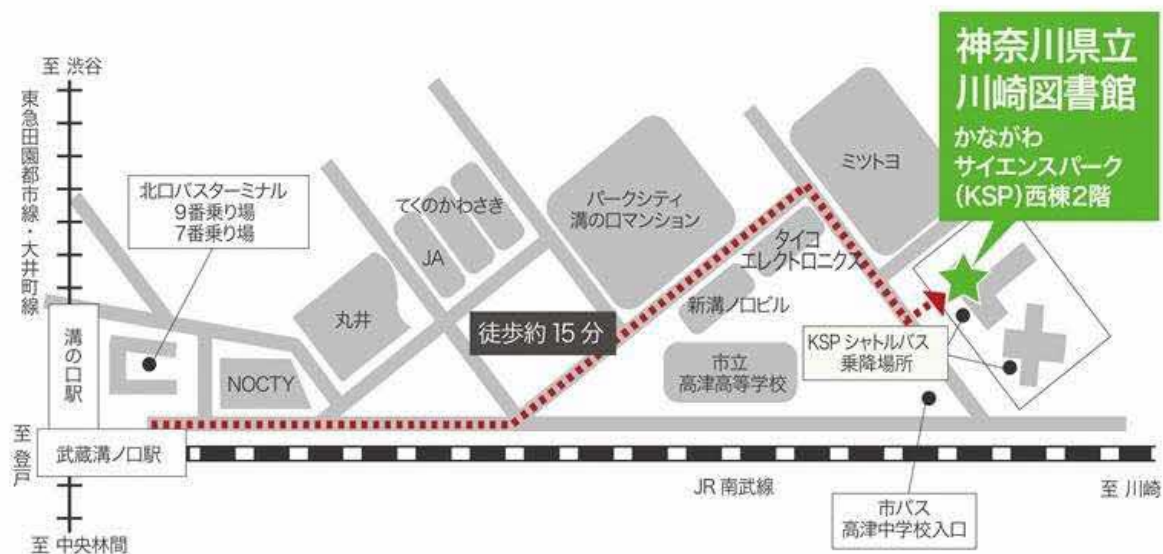 神奈川県立
川崎図書館
かながわ
サイエンスパーク
(KSP)西棟2階
至 渋谷
東急田園都市線・大井町線
北口バスターミナル
9番乗り場
7番乗り場
てくのかわさき
JA
丸井
パークシティ
溝の口マンション
ミツトヨ
タイコ
エレクトロニクス
新溝ノ口ビル
徒歩約15分
KSPシャトルバス
乗降場所
溝の口駅
NOCTY
市立
高津高等学校
至 登戸
武蔵溝ノ口駅
JR南武線
至 川崎
市バス
高津中学校入口
至 中央林間